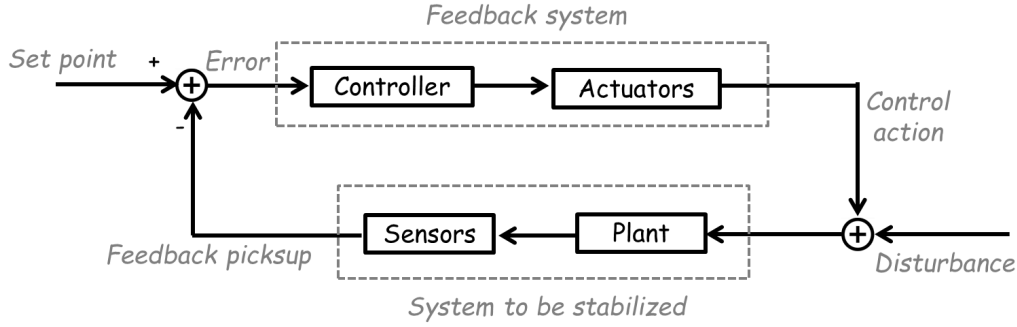 Feedback system
Set point
+
Error
+
Controller
Actuators
-
Control
action
Sensors
Plant
+
Feedback picksup
Disturbance
System to be stabilized